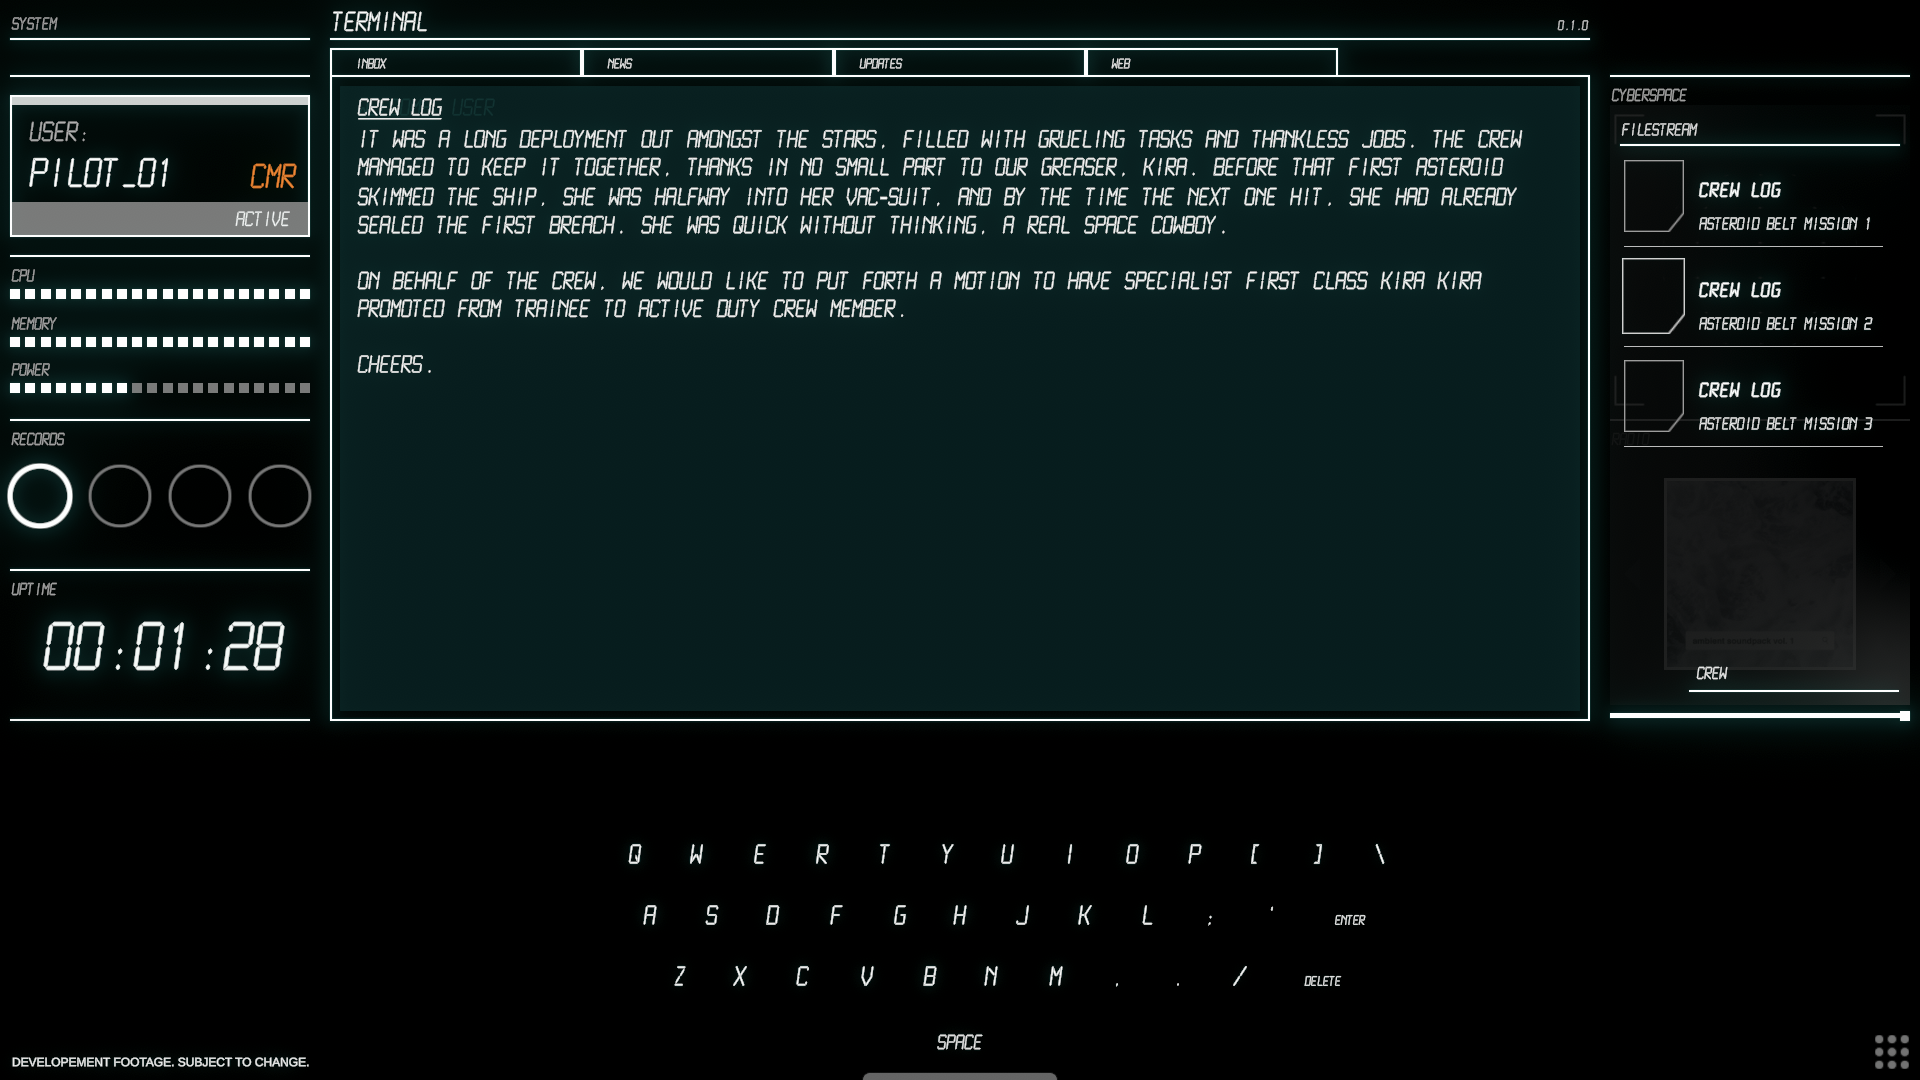 SYSTEM
USER:
PILOT_01
CMR
ACTIVE
CPU
MEMORY
POWER
RECORDS
UPTIME
00:01:28
TERMINAL
0.1.0
INBOX
NEWS
UPDATES
WEB
CREW LOG USER
IT WAS A LONG DEPLOYMENT OUT AMONGST THE STARS, FILLED WITH GRUELING TASKS AND THANKLESS JOBS. THE CREW
MANAGED TO KEEP IT TOGETHER, THANKS IN NO SMALL PART TO OUR GREASER, KIRA. BEFORE THAT FIRST ASTEROID
SKIMMED THE SHIP, SHE WAS HALFWAY INTO HER VAC-SUIT, AND BY THE TIME THE NEXT ONE HIT, SHE HAD ALREADY
SEALED THE FIRST BREACH. SHE WAS QUICK WITHOUT THINKING, A REAL SPACE COWBOY.
ON BEHALF OF THE CREW, WE WOULD LIKE TO PUT FORTH A MOTION TO HAVE SPECIALIST FIRST CLASS KIRA KIRA
PROMOTED FROM TRAINEE TO ACTIVE DUTY CREW MEMBER.
CHEERS.
CYBERSPACE
FILESTREAM
CREW LOG
ASTEROID BELT MISSION 1
CREW LOG
ASTEROID BELT MISSION 2
CREW LOG
ASTEROID BELT MISSION 3
RADIO
CREW
Q W E R T Y U I O P [ ] \
A S D F G H J K L ; ' ENTER
Z X C V B N M , . / DELETE
SPACE
DEVELOPEMENT FOOTAGE. SUBJECT TO CHANGE.